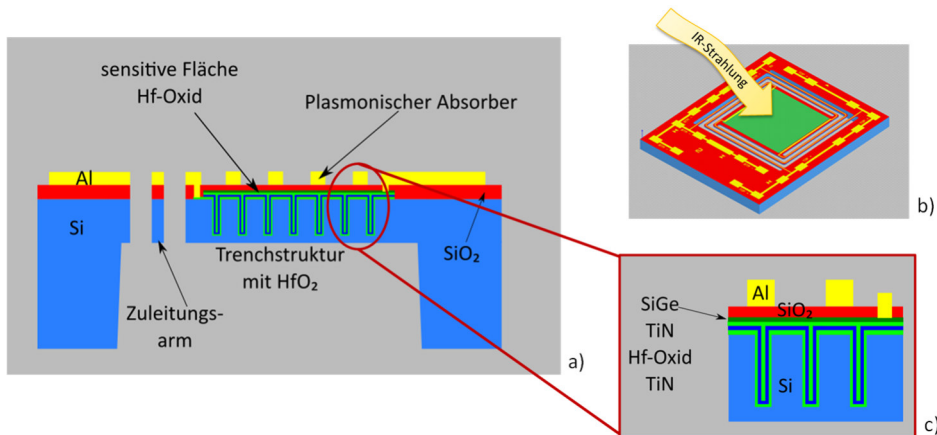 sensitive Fläche
Hf-Oxid
Plasmonischer Absorber
Al
Si
Trenchstruktur
mit HfO₂
SiO₂
Zuleitungs-
arm
a)
IR-Strahlung
b)
SiGe
TiN
Hf-Oxid
TiN
Al
SiO₂
Si
c)